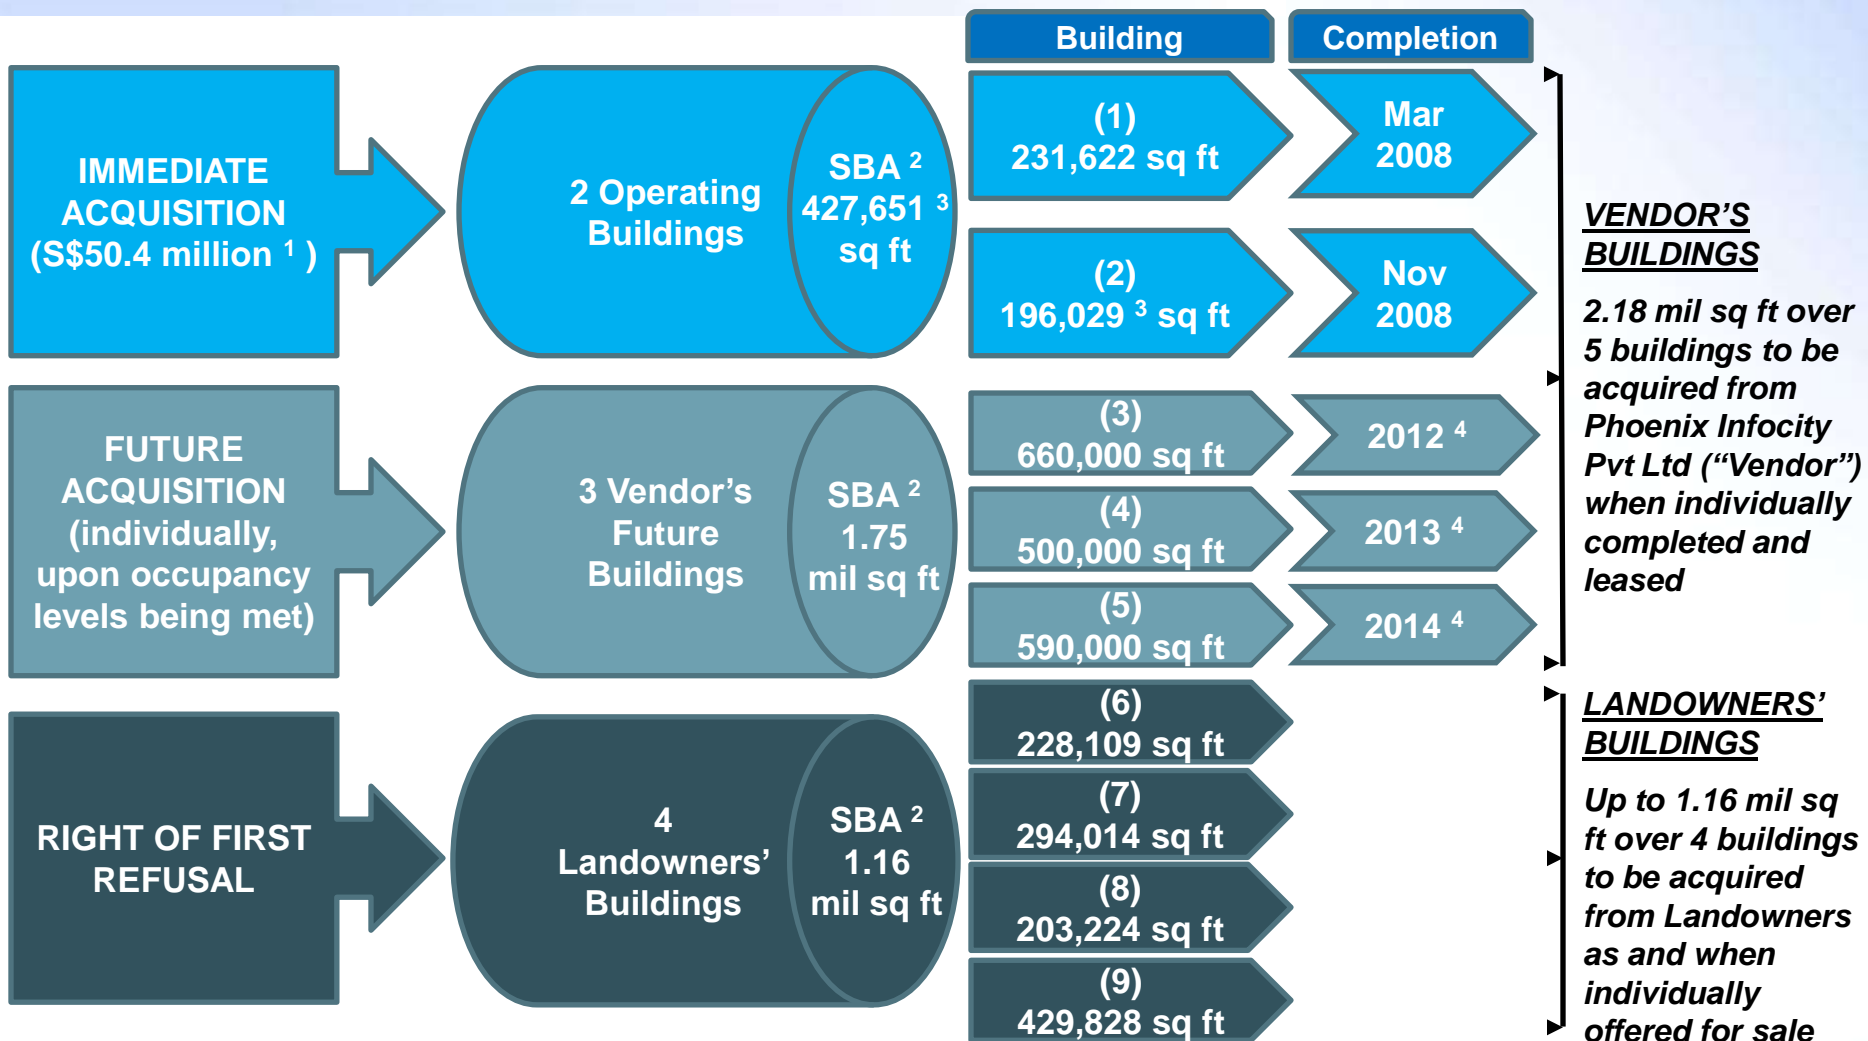 Building
Completion
IMMEDIATE
ACQUISITION
(S$50.4 million 1 )
2 Operating
Buildings
SBA 2
427,651 3
sq ft
(1)
231,622 sq ft
Mar
2008
(2)
196,029 3 sq ft
Nov
2008
FUTURE
ACQUISITION
(individually,
upon occupancy
levels being met)
3 Vendor’s
Future
Buildings
SBA 2
1.75
mil sq ft
(3)
660,000 sq ft
2012 4
(4)
500,000 sq ft
2013 4
(5)
590,000 sq ft
2014 4
VENDOR’S
BUILDINGS
2.18 mil sq ft over
5 buildings to be
acquired from
Phoenix Infocity
Pvt Ltd (“Vendor”)
when individually
completed and
leased
RIGHT OF FIRST
REFUSAL
4
Landowners’
Buildings
SBA 2
1.16
mil sq ft
(6)
228,109 sq ft
(7)
294,014 sq ft
(8)
203,224 sq ft
(9)
429,828 sq ft
LANDOWNERS’
BUILDINGS
Up to 1.16 mil sq
ft over 4 buildings
to be acquired
from Landowners
as and when
individually
offered for sale